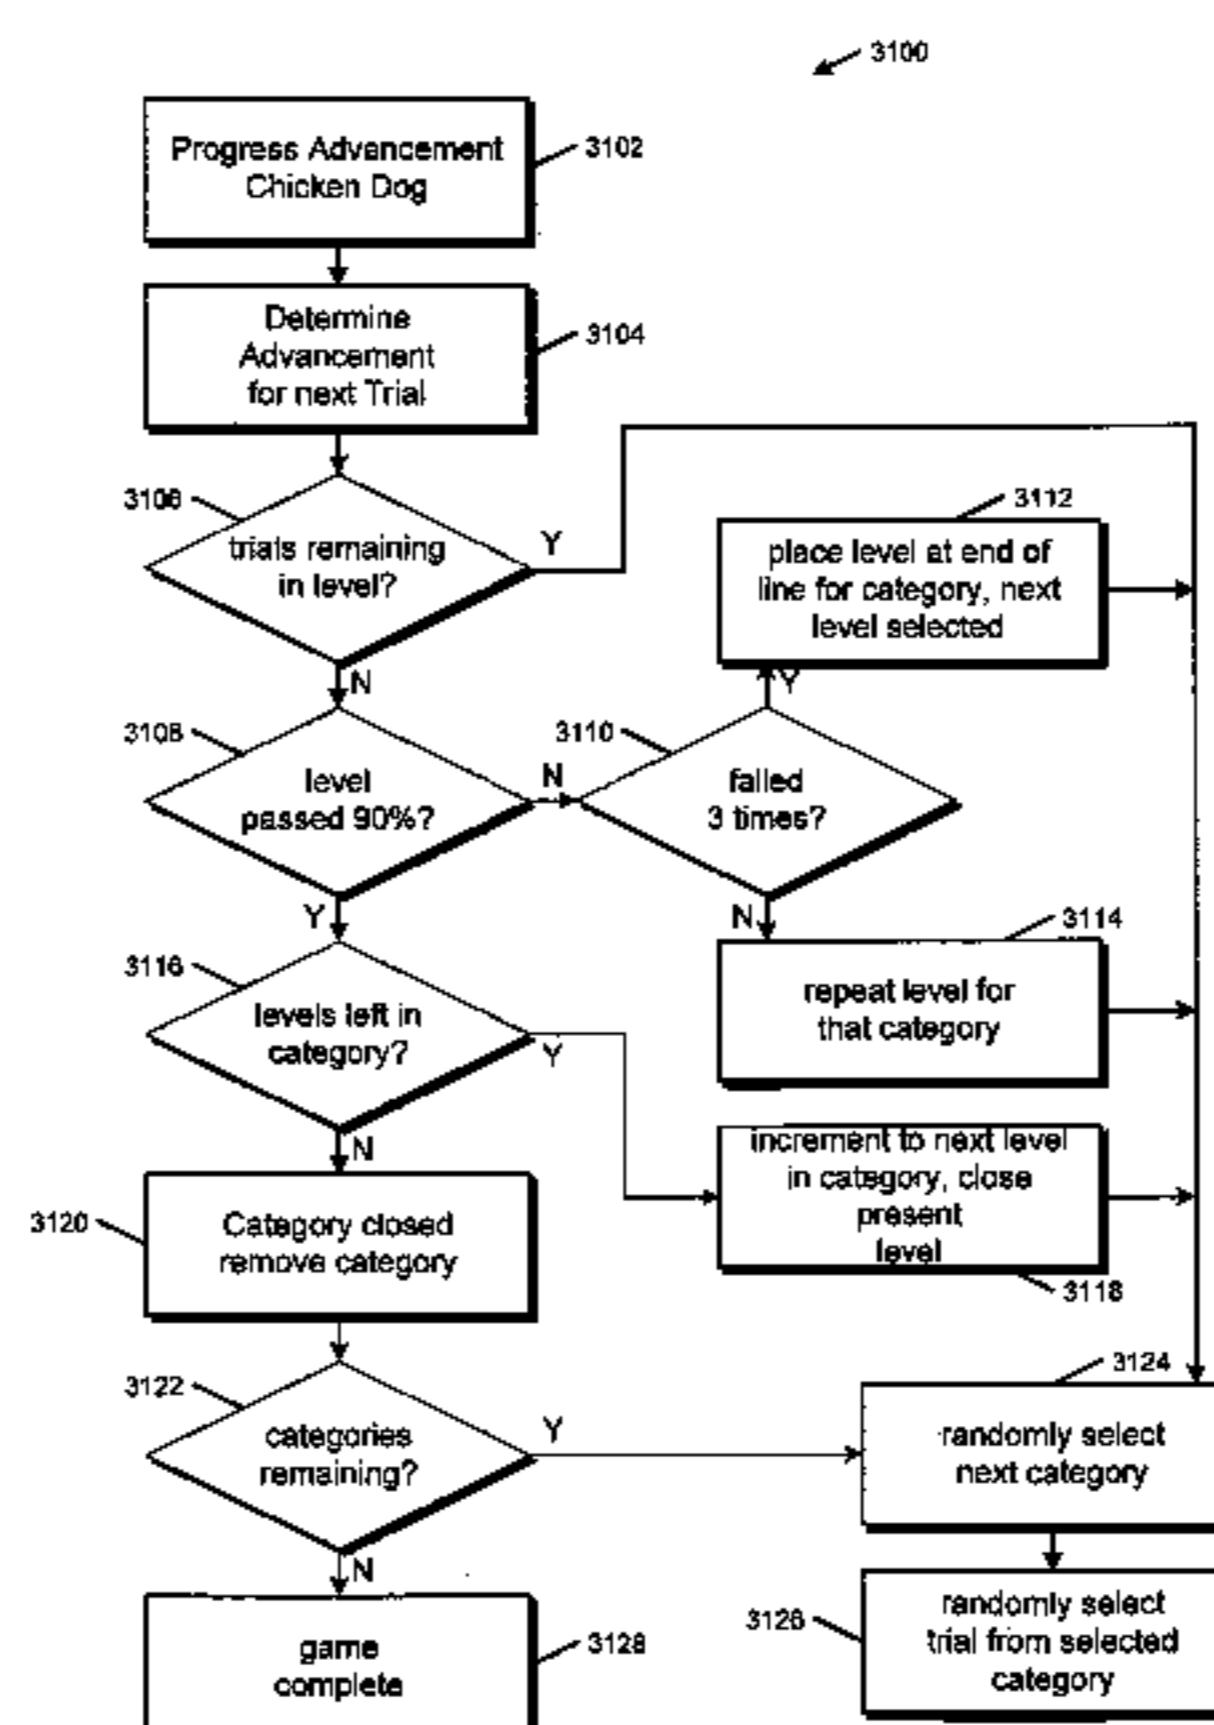 3100
Progress Advancement
Chicken Dog
3102
Determine
Advancement
for next Trial
3104
3106
trials remaining
in level?
Y
N
3112
place level at end of
line for category, next
level selected
Y
3108
level
passed 90%?
N
Y
3110
failed
3 times?
N
3114
repeat level for
that category
3116
levels left in
category?
Y
N
increment to next level
in category, close
present
level
3118
3120
Category closed
remove category
3122
categories
remaining?
Y
N
3124
randomly select
next category
3126
randomly select
trial from selected
category
game
complete
3128